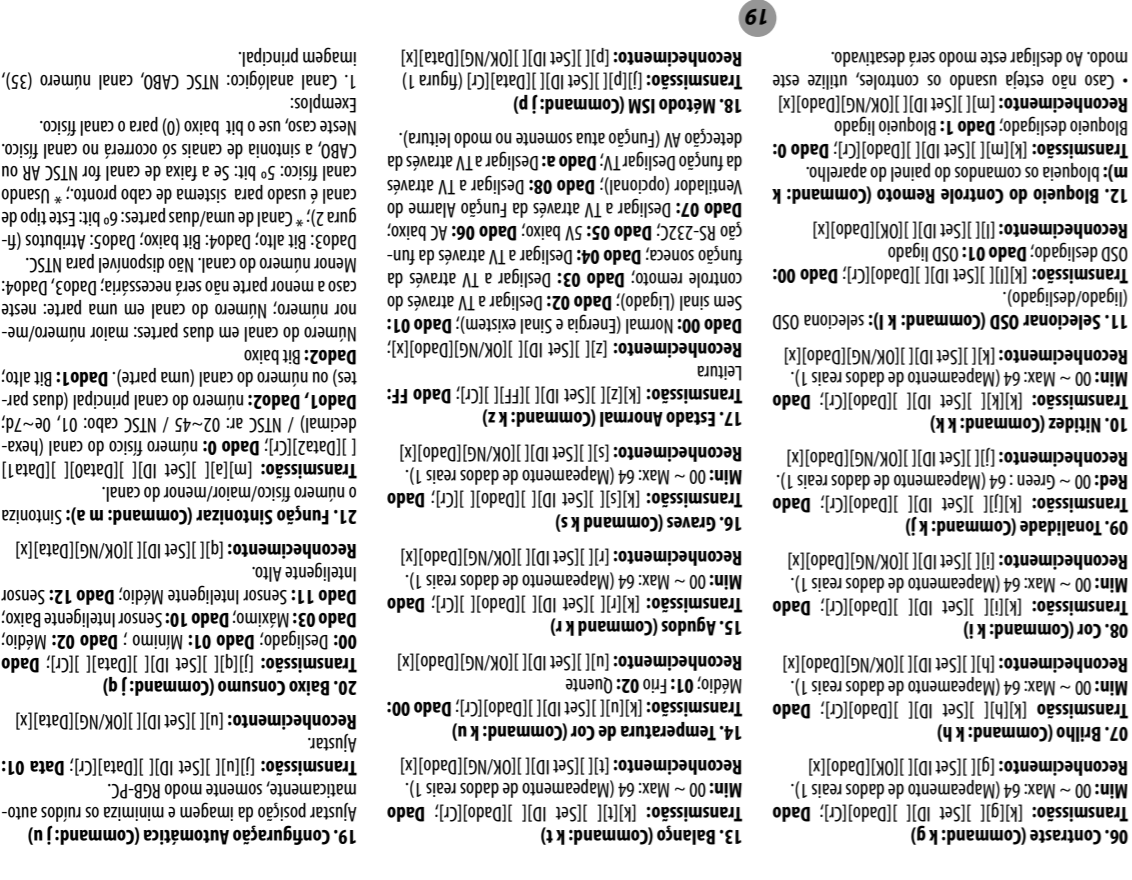 06. Contraste (Command: k g)
Transmissão: [k][g][ ][Set ID][ ][Dado][Cr]; Dado
Min: 00 ~ Max: 64 (Mapeamento de dados reais 1).
Reconhecimento: [g][ ][Set ID][ ][OK][Dado][x]
07. Brilho (Command: k h)
Transmissão [k][h][ ][Set ID][ ][Dado][Cr]; Dado
Min: 00 ~ Max: 64 (Mapeamento de dados reais 1).
Reconhecimento: [h][ ][Set ID][ ][OK/NG][Dado][x]
08. Cor (Command: k i)
Transmissão: [k][i][ ][Set ID][ ][Dado][Cr]; Dado
Min: 00 ~ Max: 64 (Mapeamento de dados reais 1).
Reconhecimento: [i][ ][Set ID][ ][OK/NG][Dado][x]
09. Tonalidade (Command: k j)
Transmissão: [k][j][ ][Set ID][ ][Dado][Cr]; Dado
Red: 00 ~ Green : 64 (Mapeamento de dados reais 1).
Reconhecimento: [j][ ][Set ID][ ][OK/NG][Dado][x]
10. Nitidez (Command: k k)
Transmissão: [k][k][ ][Set ID][ ][Dado][Cr]; Dado
Min: 00 ~ Max: 64 (Mapeamento de dados reais 1).
Reconhecimento: [k][ ][Set ID][ ][OK/NG][Dado][x]
11. Selecionar OSD (Command: k l): seleciona OSD
(ligado/desligado).
Transmissão: [k][l][ ][Set ID][ ][Dado][Cr]; Dado 00:
OSD desligado; Dado 01: OSD ligado
Reconhecimento: [l][ ][Set ID][ ][OK][Dado][x]
12. Bloqueio do Controle Remoto (Command: k
m): bloqueia os comandos do painel do aparelho.
Transmissão: [k][m][ ][Set ID][ ][Dado][Cr]; Dado 0:
Bloqueio desligado; Dado 1: Bloqueio ligado
Reconhecimento: [m][ ][Set ID][ ][OK/NG][Dado][x]
• Caso não esteja usando os controles, utilize este
modo. Ao desligar este modo será desativado.
13. Balanço (Command: k t)
Transmissão: [k][t][ ][Set ID][ ][Dado][Cr]; Dado
Min: 00 ~ Max: 64 (Mapeamento de dados reais 1).
Reconhecimento: [t][ ][Set ID][ ][OK/NG][Dado][x]
14. Temperatura de Cor (Command: k u)
Transmissão: [k][u][ ][Set ID][ ][Dado][Cr]; Dado 00:
Médio; 01: Frio 02: Quente
Reconhecimento: [u][ ][Set ID][ ][OK/NG][Dado][x]
15. Agudos (Command k r)
Transmissão: [k][r][ ][Set ID][ ][Dado][ ][Cr]; Dado
Min: 00 ~ Max: 64 (Mapeamento de dados reais 1).
Reconhecimento: [r][ ][Set ID][ ][OK/NG][Dado][x]
16. Graves (Command: k s)
Transmissão: [k][s][ ][Set ID][ ][Dado][ ][Cr]; Dado
Min: 00 ~ Max: 64 (Mapeamento de dados reais 1).
Reconhecimento: [s][ ][Set ID][ ][OK/NG][Dado][x]
17. Estado Anormal (Command: k z)
Transmissão: [k][z][ ][Set ID][ ][FF][ ][Cr]; Dado FF:
Leitura
Reconhecimento: [z][ ][Set ID][ ][OK/NG][Dado][x];
Dado 00: Normal (Energia e Sinal existem); Dado 01:
Sem sinal (Ligado); Dado 02: Desligar a TV através do
controle remoto; Dado 03: Desligar a TV através da
função soneca; Dado 04: Desligar a TV através da fun-
ção RS-232C; Dado 05: 5V baixo; Dado 06: AC baixo;
Dado 07: Desligar a TV através da Função Alarme do
Ventilador (opcional); Dado 08: Desligar a TV através
da função Desligar TV; Dado a: Desligar a TV através da
detecção AV (Função atua somente no modo leitura).
18. Método ISM (Command: j p)
Transmissão: [j][p][ ][Set ID][ ][Data][Cr] (figura 1)
Reconhecimento: [p][ ][Set ID][ ][OK/NG][Data][x]
19. Configuração Automática (Command: j u)
Ajustar posição da imagem e minimiza os ruídos auto-
maticamente, somente modo RGB-PC.
Transmissão: [j][u][ ][Set ID][ ][Data][Cr]; Data 01:
Ajustar.
Reconhecimento: [u][ ][Set ID][ ][OK/NG][Data][x]
20. Baixo Consumo (Command: j q)
Transmissão: [j][q][ ][Set ID][ ][Data][ ][Cr]; Dado
00: Desligado; Dado 01: Mínimo ; Dado 02: Médio;
Dado 03: Máximo; Dado 10: Sensor Inteligente Baixo;
Dado 11: Sensor Inteligente Médio; Dado 12: Sensor
Inteligente Alto.
Reconhecimento: [q][ ][Set ID][ ][OK/NG][Data][x]
21. Função Sintonizar (Command: m a): Sintoniza
o número físico/maior/menor do canal.
Transmissão: [m][a][ ][Set ID][ ][Data0][ ][Data1]
[ ][Data2][Cr]; Dado 0: número físico do canal (hexa-
decimal) / NTSC ar: 02~45 / NTSC cabo: 01, 0e~7d;
Dado1, Dado2: número do canal principal (duas par-
tes) ou número do canal (uma parte). Dado1: Bit alto;
Dado2: Bit baixo
Número do canal em duas partes: maior número/me-
nor número; Número do canal em uma parte: neste
caso a menor parte não será necessária; Dado3, Dado4:
Menor número do canal. Não disponível para NTSC.
Dado3: Bit alto; Dado4: Bit baixo; Dado5: Atributos (fi-
gura 2); * Canal de uma/duas partes: 6º bit: Este tipo de
canal é usado para sistema de cabo pronto.; * Usando
canal físico: 5º bit: Se a faixa de canal for NTSC AR ou
CABO, a sintonia de canais só ocorrerá no canal físico.
Neste caso, use o bit baixo (0) para o canal físico.
Exemplos:
1. Canal analógico: NTSC CABO, canal número (35),
imagem principal.
19